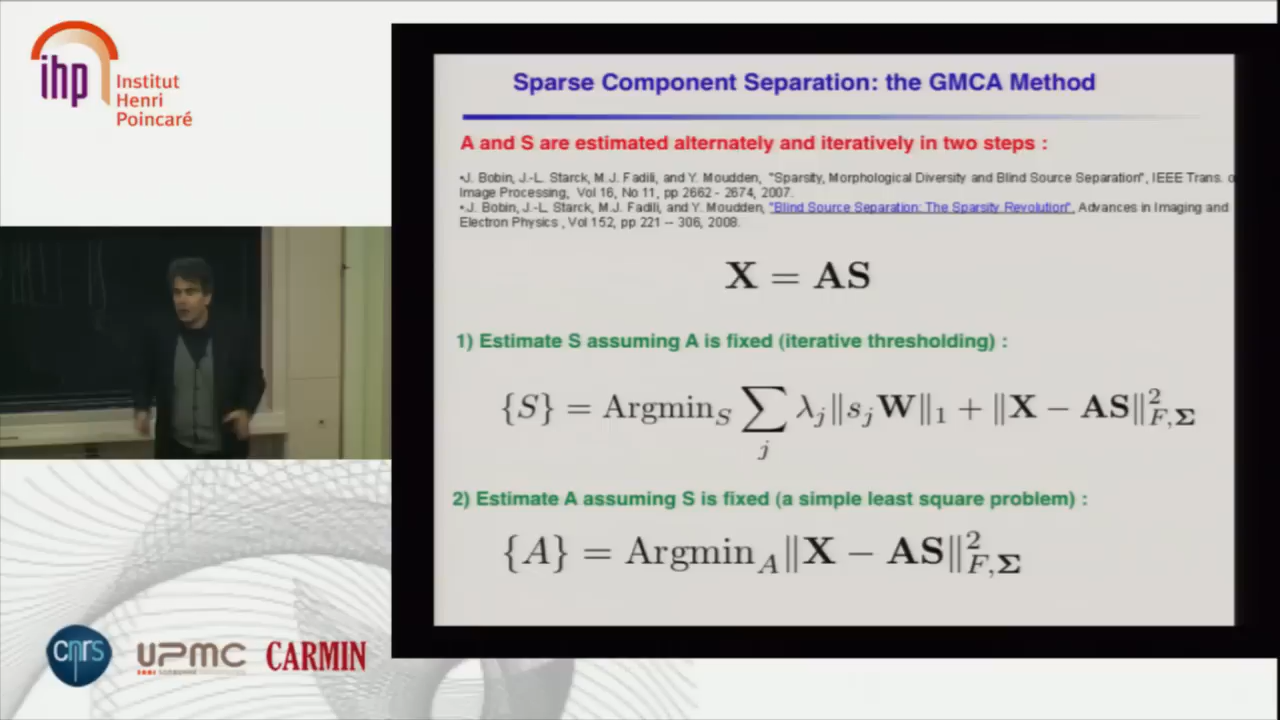 ihp
Institut
Henri
Poincaré
Sparse Component Separation: the GMCA Method
A and S are estimated alternately and iteratively in two steps :
•J. Bobin, J.-L. Starck, M.J. Fadili, and Y. Moudden, "Sparsity, Morphological Diversity and Blind Source Separation", IEEE Trans. o
Image Processing, Vol 16, No 11, pp 2662 - 2674, 2007.
•J. Bobin, J.-L. Starck, M.J. Fadili, and Y. Moudden, "Blind Source Separation: The Sparsity Revolution", Advances in Imaging and
Electron Physics , Vol 152, pp 221 -- 306, 2008.
X = AS
1) Estimate S assuming A is fixed (iterative thresholding) :
{S} = Argmin_S ∑_j λ_j‖s_j W‖_1 + ‖X − AS‖²_{F,Σ}
2) Estimate A assuming S is fixed (a simple least square problem) :
{A} = Argmin_A ‖X − AS‖²_{F,Σ}
cnrs
UPMC
CARMIN